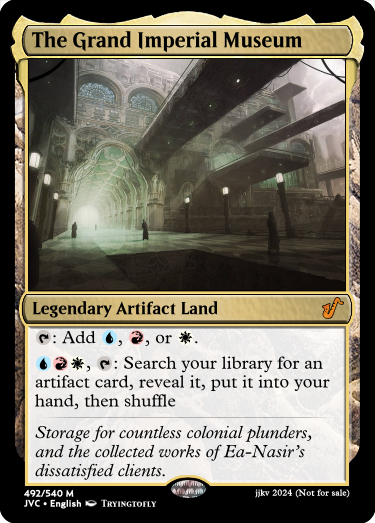 The Grand Imperial Museum
Legendary Artifact Land
: Add , , or .
, : Search your library for an
artifact card, reveal it, put it into your
hand, then shuffle
Storage for countless colonial plunders,
and the collected works of Ea-Nasir's
dissatisfied clients.
492/540 M
JVC • English Tryingtofly
jjkv 2024 (Not for sale)